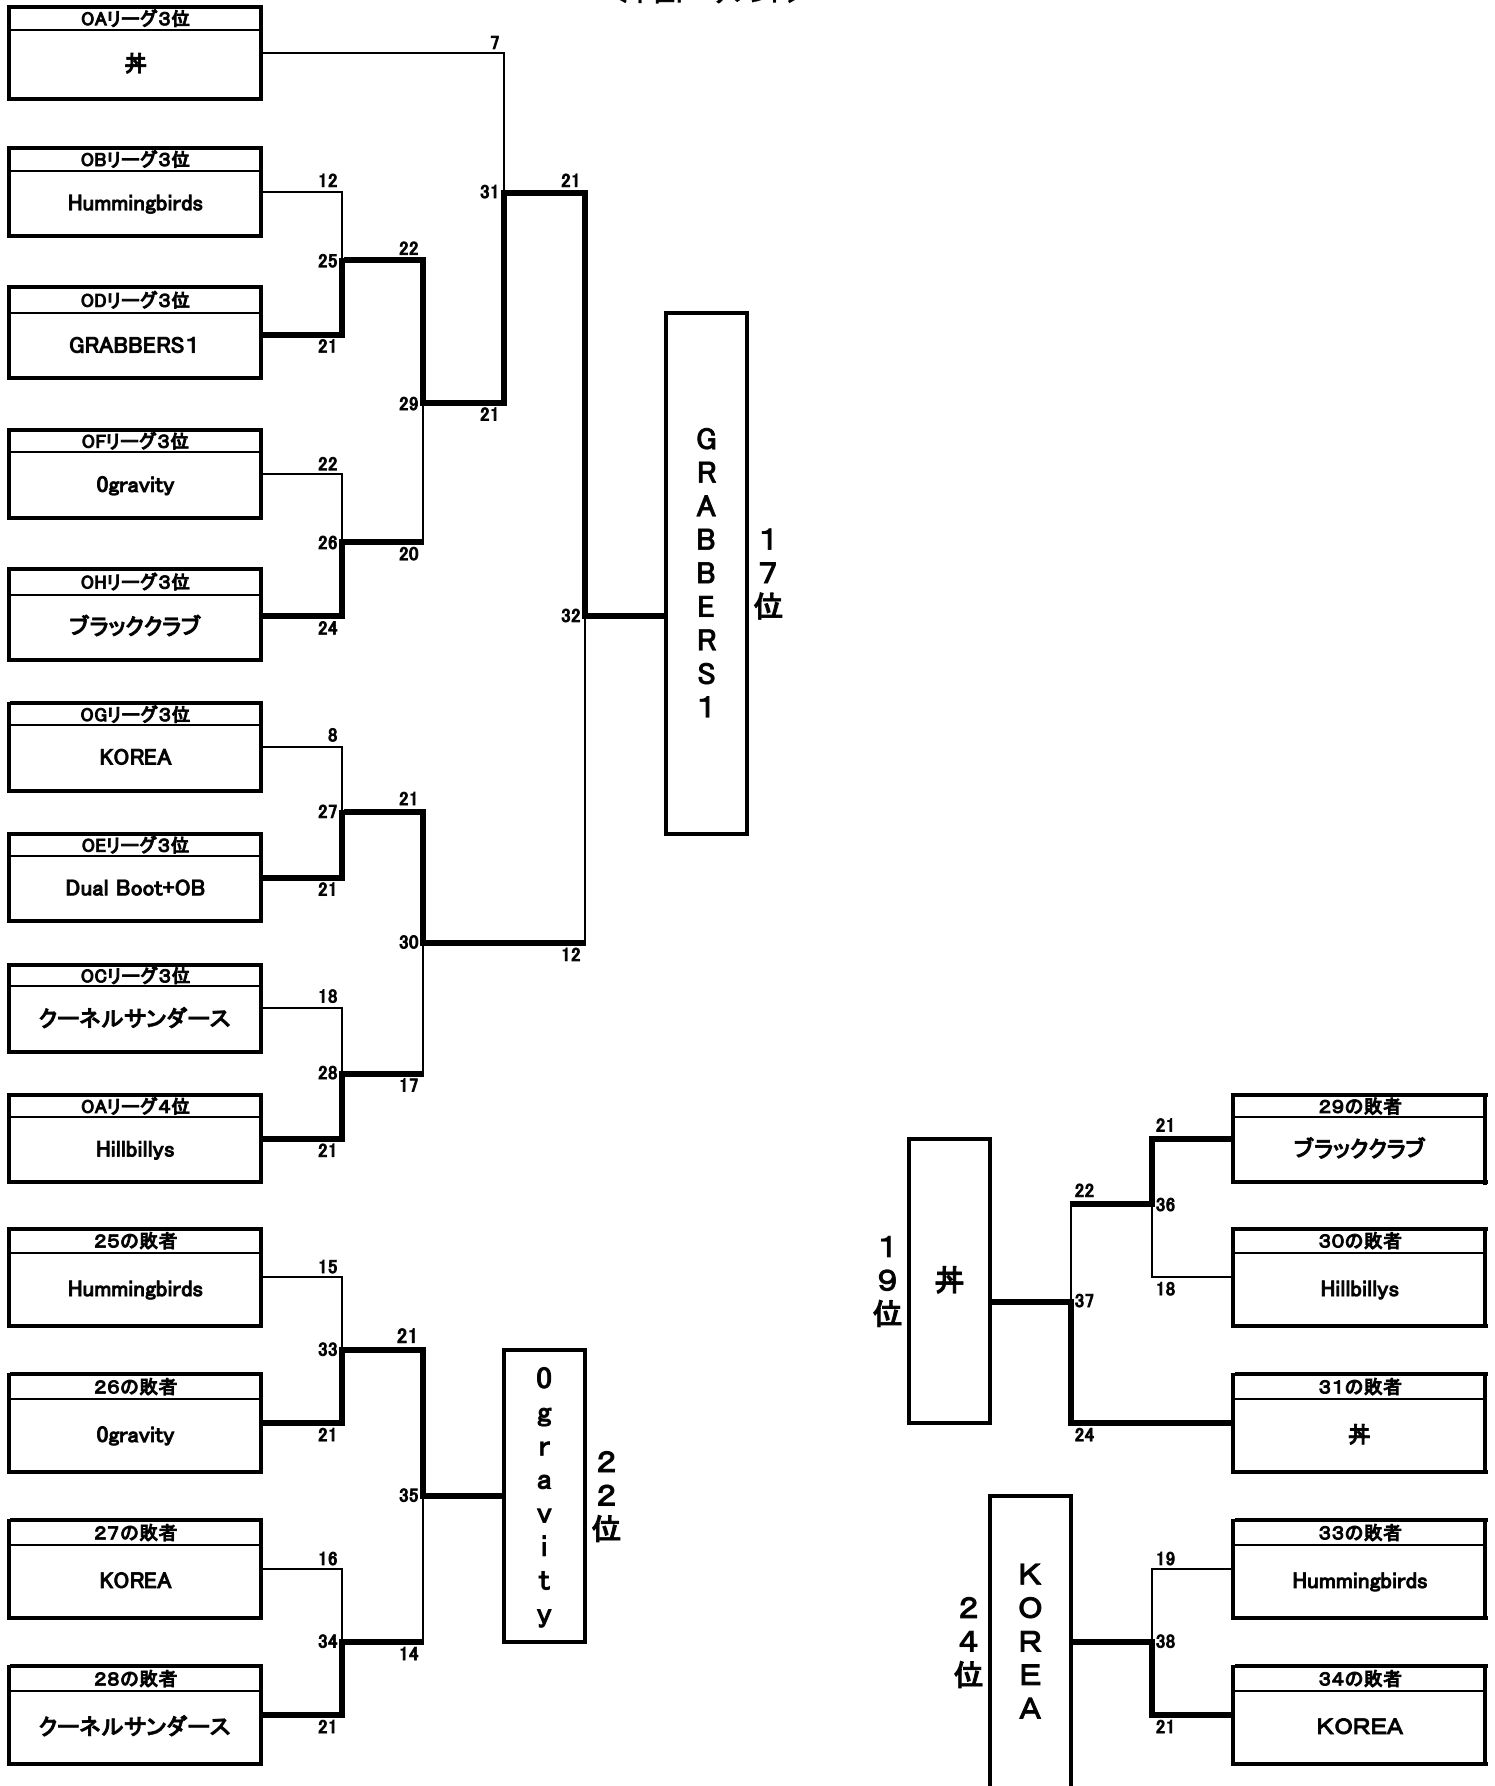 OAリーグ3位
丼
7
OBリーグ3位
Hummingbirds
12
31
21
25
22
ODリーグ3位
GRABBERS1
21
29
21
OFリーグ3位
0gravity
22
26
20
OHリーグ3位
ブラッククラブ
24
32
GRABBERS1
17位
OGリーグ3位
KOREA
8
27
21
OEリーグ3位
Dual Boot+OB
21
30
12
OCリーグ3位
クーネルサンダース
18
28
17
OAリーグ4位
Hillbillys
21
25の敗者
Hummingbirds
15
33
21
26の敗者
0gravity
21
35
0gravity
22位
27の敗者
KOREA
16
34
14
28の敗者
クーネルサンダース
21
29の敗者
ブラッククラブ
21
22
36
30の敗者
Hillbillys
18
19位
丼
37
31の敗者
丼
24
33の敗者
Hummingbirds
19
24位
KOREA
38
34の敗者
KOREA
21